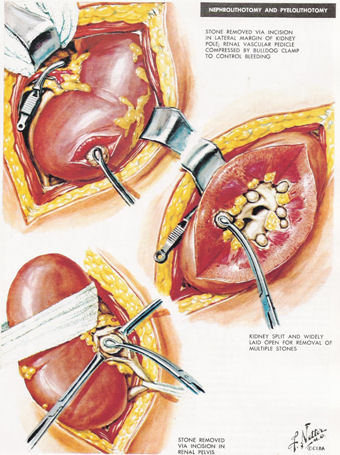 NEPHROLITHOTOMY AND PYELOLITHOTOMY
STONE REMOVED VIA INCISION
IN LATERAL MARGIN OF KIDNEY
POLE; RENAL VASCULAR PEDICLE
COMPRESSED BY BULLDOG CLAMP
TO CONTROL BLEEDING
KIDNEY SPLIT AND WIDELY
LAID OPEN FOR REMOVAL OF
MULTIPLE STONES
STONE REMOVED
VIA INCISION IN
RENAL PELVIS
F. Netter
M.D.
©CIBA